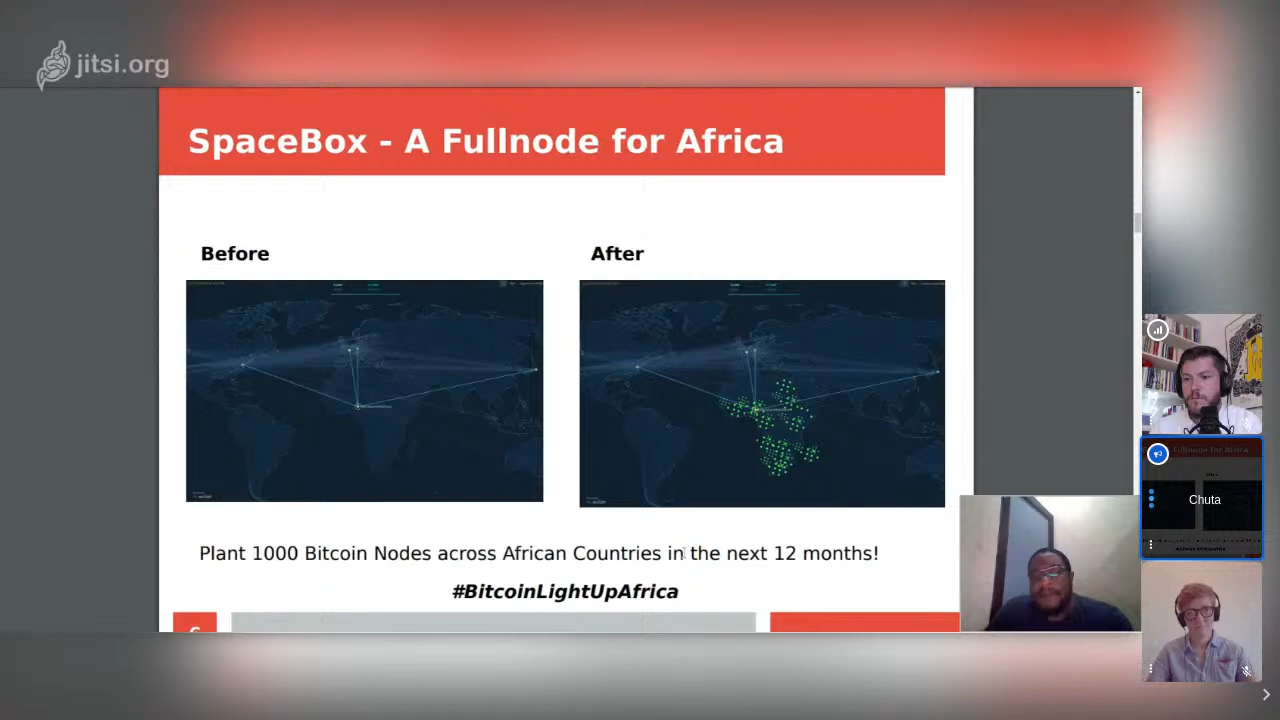 jitsi.org
SpaceBox - A Fullnode for Africa
Before
After
Plant 1000 Bitcoin Nodes across African Countries in the next 12 months!
#BitcoinLightUpAfrica
Chuta